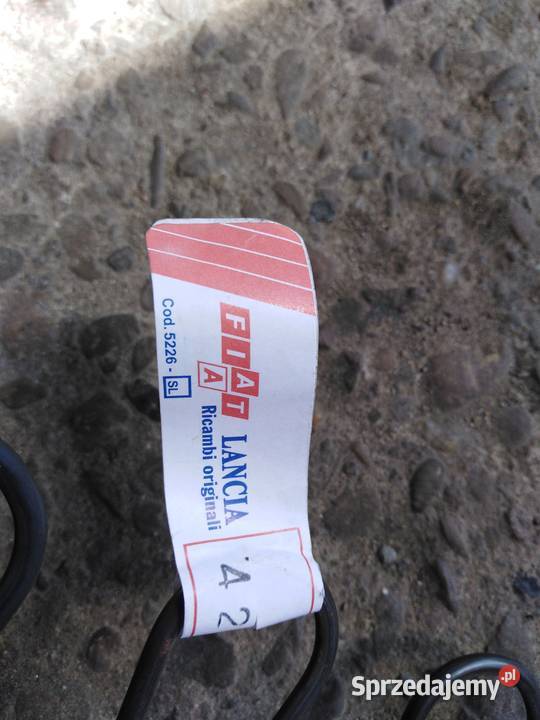 FIAT LANCIA
A
Ricambi originali
Cod. 5226 - SL
4 2
Sprzedajemy.pl